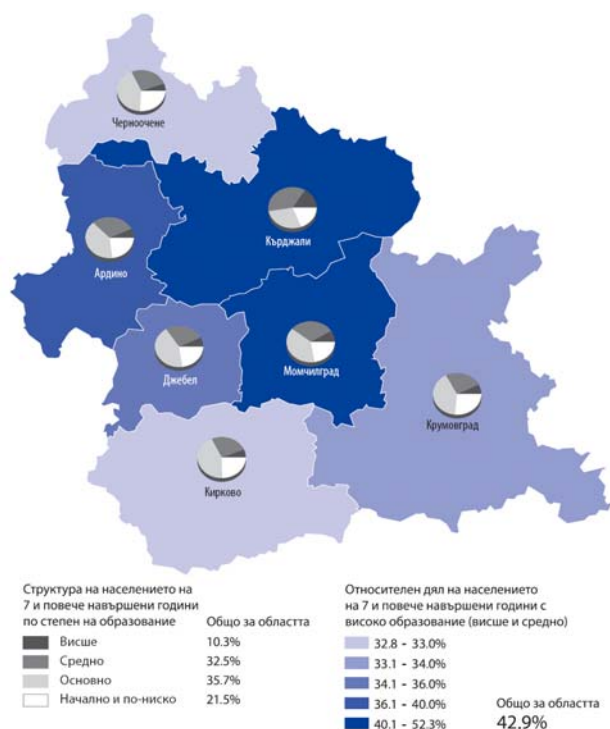 Черноочене
Кърджали
Ардино
Джебел
Момчилград
Крумовград
Кирково
Структура на населението на
7 и повече навършени години
по степен на образование
Общо за областта
Висше 10.3%
Средно 32.5%
Основно 35.7%
Начално и по-ниско 21.5%
Относителен дял на населението
на 7 и повече навършени години с
високо образование (висше и средно)
32.8 - 33.0%
33.1 - 34.0%
34.1 - 36.0%
36.1 - 40.0%
40.1 - 52.3%
Общо за областта
42.9%